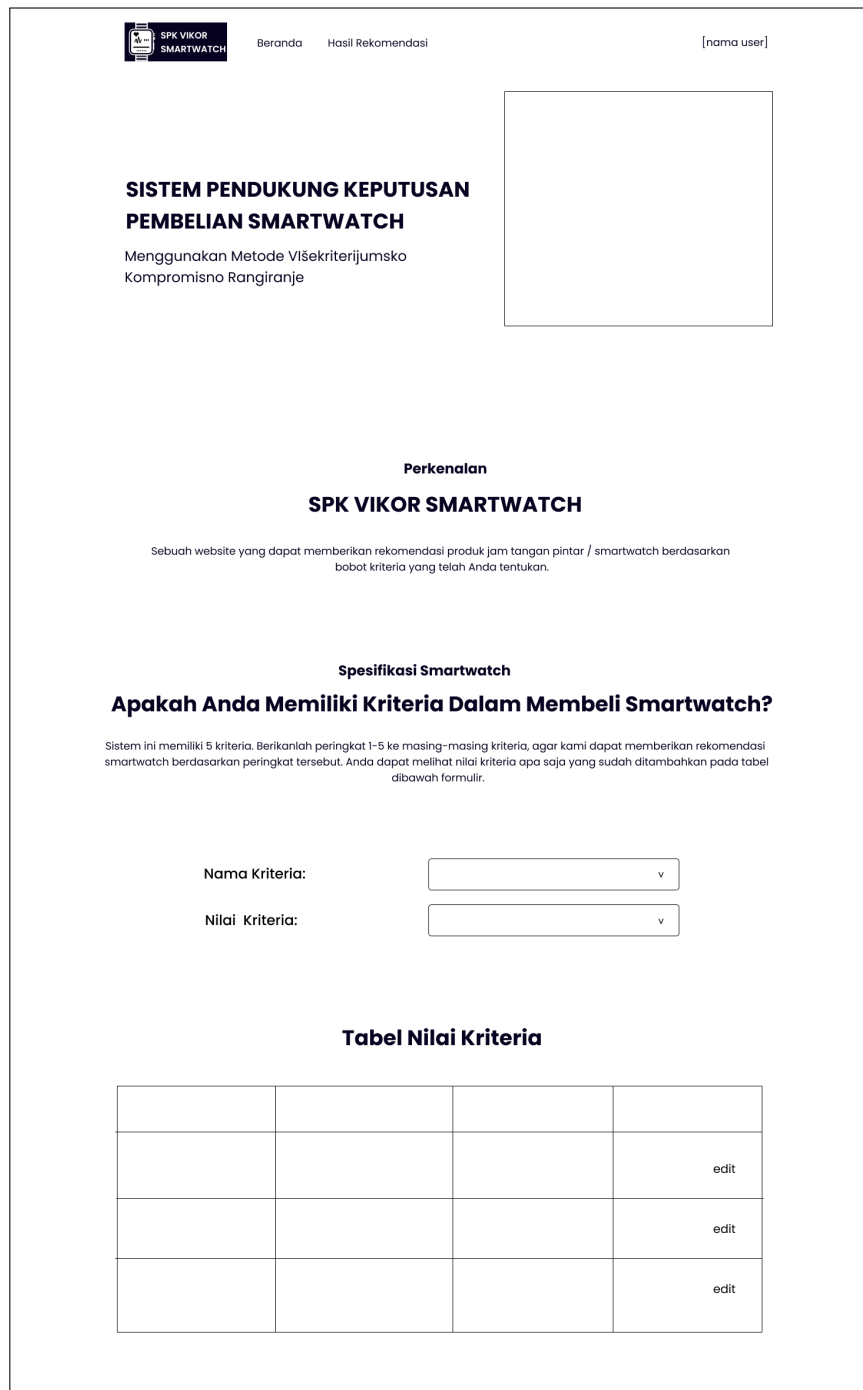 SPK VIKOR
SMARTWATCH
Beranda
Hasil Rekomendasi
[nama user]
SISTEM PENDUKUNG KEPUTUSAN
PEMBELIAN SMARTWATCH
Menggunakan Metode VIšekriterijumsko
Kompromisno Rangiranje
Perkenalan
SPK VIKOR SMARTWATCH
Sebuah website yang dapat memberikan rekomendasi produk jam tangan pintar / smartwatch berdasarkan
bobot kriteria yang telah Anda tentukan.
Spesifikasi Smartwatch
Apakah Anda Memiliki Kriteria Dalam Membeli Smartwatch?
Sistem ini memiliki 5 kriteria. Berikanlah peringkat 1-5 ke masing-masing kriteria, agar kami dapat memberikan rekomendasi
smartwatch berdasarkan peringkat tersebut. Anda dapat melihat nilai kriteria apa saja yang sudah ditambahkan pada tabel
dibawah formulir.
Nama Kriteria:
v
Nilai  Kriteria:
v
Tabel Nilai Kriteria
edit
edit
edit